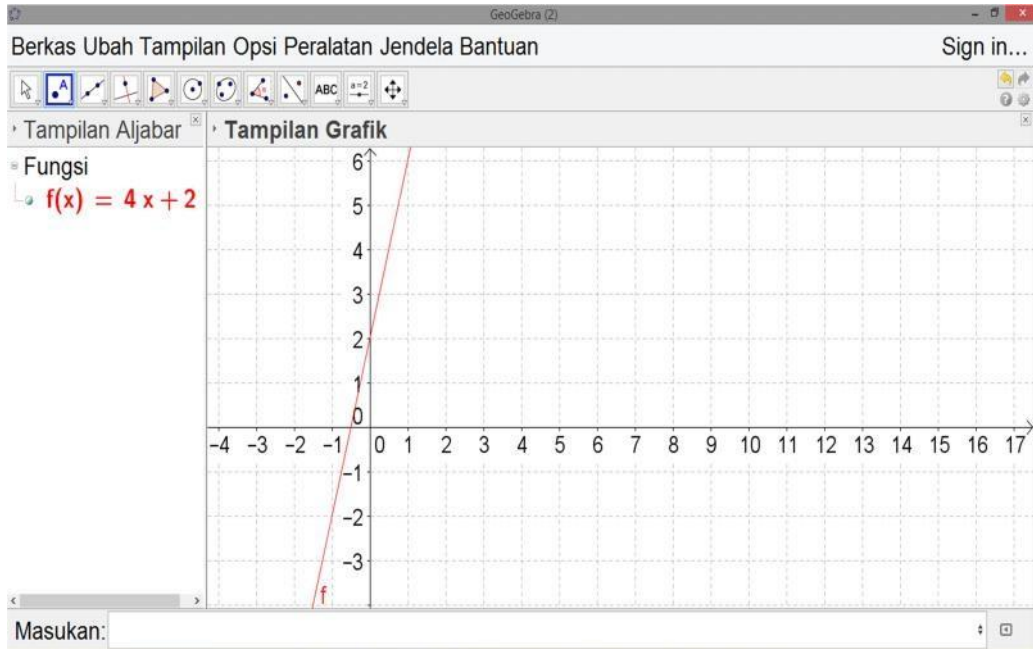 GeoGebra (2)
Berkas Ubah Tampilan Opsi Peralatan Jendela Bantuan
Sign in...
A
ABC
a=2
Tampilan Aljabar
Tampilan Grafik
Fungsi
f(x) = 4 x + 2
6
5
4
3
2
1
0
−4 −3 −2 −1 0 1 2 3 4 5 6 7 8 9 10 11 12 13 14 15 16 17
−1
−2
−3
f
Masukan: